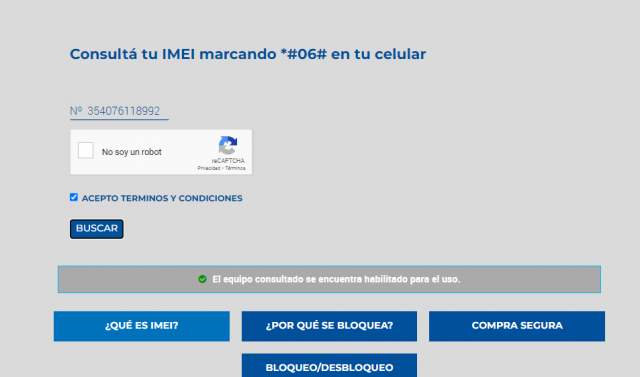 Consultá tu IMEI marcando *#06# en tu celular
Nº 354076118992
No soy un robot
reCAPTCHA
Privacidad - Términos
ACEPTO TERMINOS Y CONDICIONES
BUSCAR
El equipo consultado se encuentra habilitado para el uso.
¿QUÉ ES IMEI?
¿POR QUÉ SE BLOQUEA?
COMPRA SEGURA
BLOQUEO/DESBLOQUEO